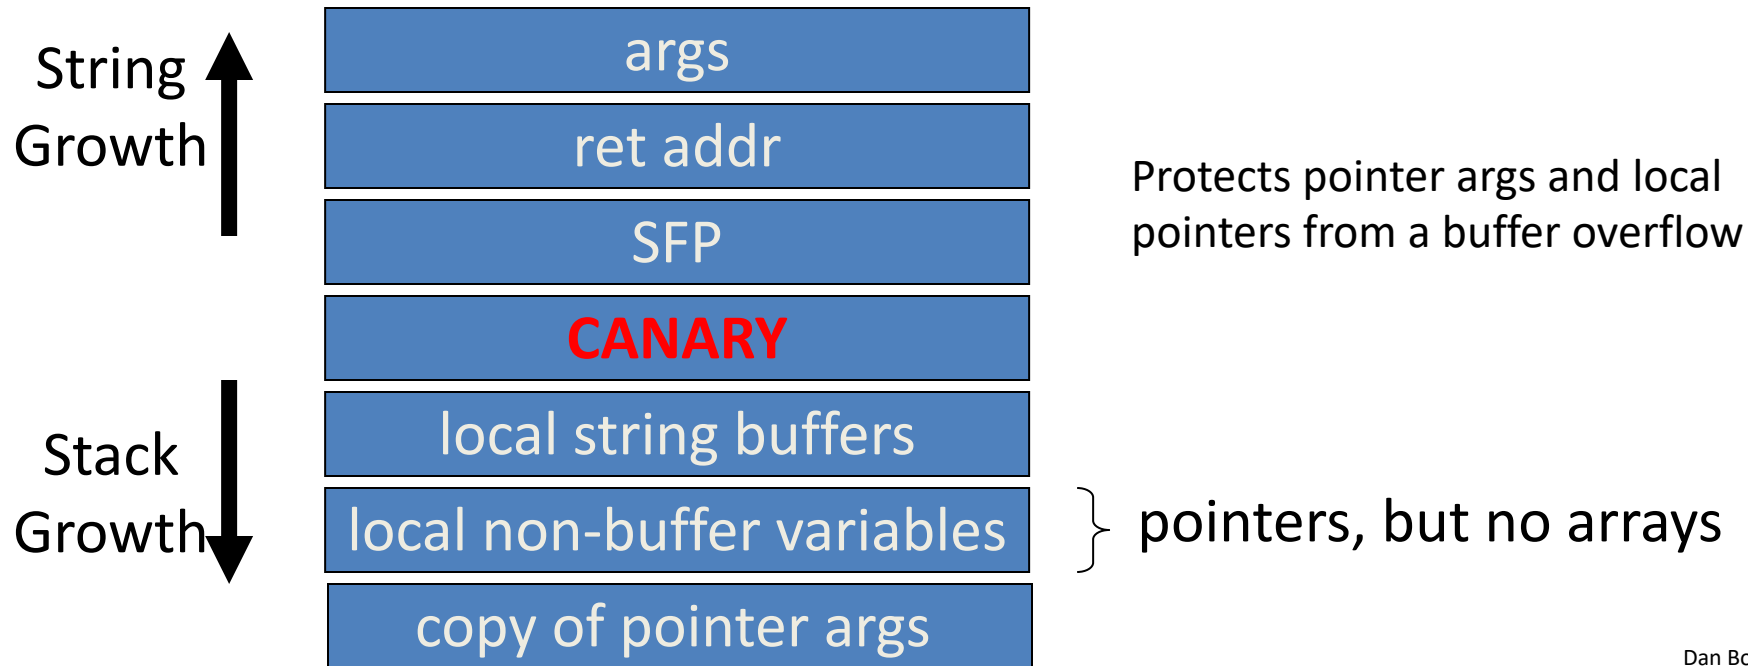 String
Growth
args
ret addr
SFP
CANARY
Protects pointer args and local
pointers from a buffer overflow
Stack
Growth
local string buffers
local non-buffer variables
copy of pointer args
pointers, but no arrays
Dan